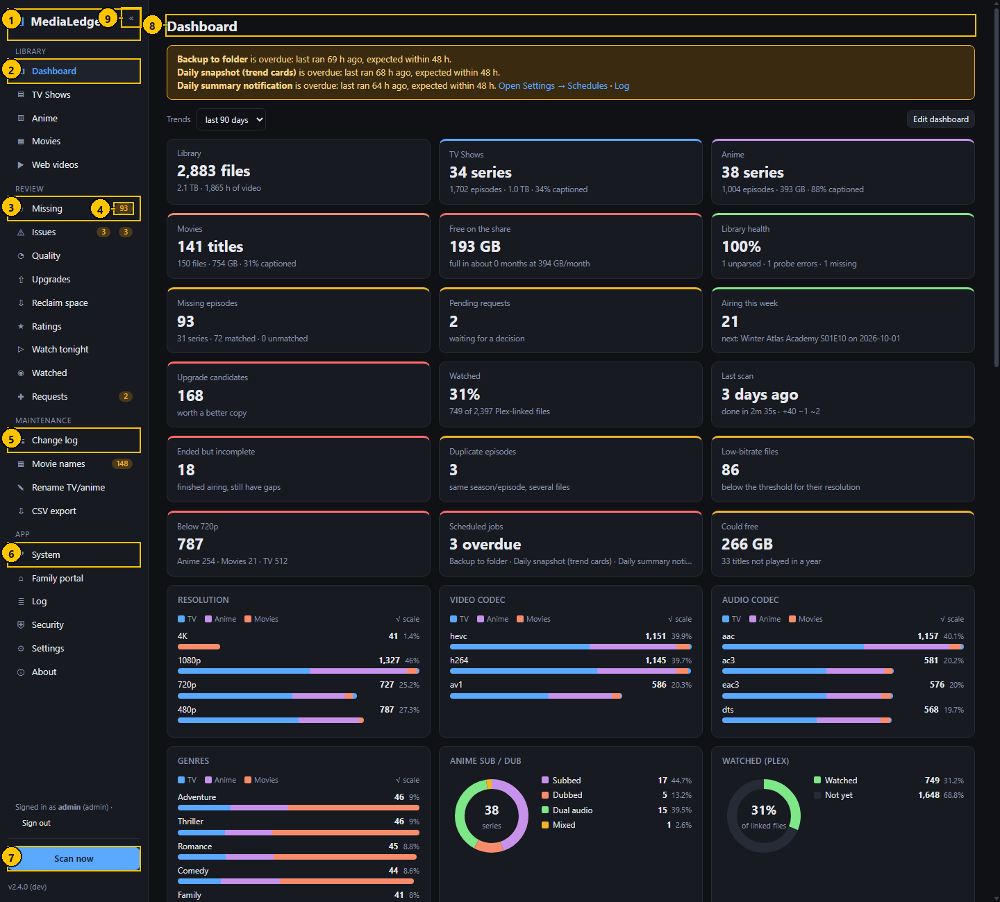 1
MediaLedge
9
«
LIBRARY
2
Dashboard
TV Shows
Anime
Movies
Web videos
REVIEW
3
Missing
4
93
Issues
3
3
Quality
Upgrades
Reclaim space
Ratings
Watch tonight
Watched
Requests
2
MAINTENANCE
5
Change log
Movie names
148
Rename TV/anime
CSV export
APP
6
System
Family portal
Log
Security
Settings
About
Signed in as admin (admin) ·
Sign out
7
Scan now
v2.4.0 (dev)
8
Dashboard
Backup to folder is overdue: last ran 69 h ago, expected within 48 h.
Daily snapshot (trend cards) is overdue: last ran 68 h ago, expected within 48 h.
Daily summary notification is overdue: last ran 64 h ago, expected within 48 h. Open Settings → Schedules · Log
Trends
last 90 days
Edit dashboard
Library
2,883 files
2.1 TB · 1,865 h of video
TV Shows
34 series
1,702 episodes · 1.0 TB · 34% captioned
Anime
38 series
1,004 episodes · 393 GB · 88% captioned
Movies
141 titles
150 files · 754 GB · 31% captioned
Free on the share
193 GB
full in about 0 months at 394 GB/month
Library health
100%
1 unparsed · 1 probe errors · 1 missing
Missing episodes
93
31 series · 72 matched · 0 unmatched
Pending requests
2
waiting for a decision
Airing this week
21
next: Winter Atlas Academy S01E10 on 2026-10-01
Upgrade candidates
168
worth a better copy
Watched
31%
749 of 2,397 Plex-linked files
Last scan
3 days ago
done in 2m 35s · +40 −1 ~2
Ended but incomplete
18
finished airing, still have gaps
Duplicate episodes
3
same season/episode, several files
Low-bitrate files
86
below the threshold for their resolution
Below 720p
787
Anime 254 · Movies 21 · TV 512
Scheduled jobs
3 overdue
Backup to folder · Daily snapshot (trend cards) · Daily summary noti...
Could free
266 GB
33 titles not played in a year
RESOLUTION
TV Anime Movies √ scale
4K 41 1.4%
1080p 1,327 46%
720p 727 25.2%
480p 787 27.3%
VIDEO CODEC
TV Anime Movies √ scale
hevc 1,151 39.9%
h264 1,145 39.7%
av1 586 20.3%
AUDIO CODEC
TV Anime Movies √ scale
aac 1,157 40.1%
ac3 581 20.2%
eac3 576 20%
dts 568 19.7%
GENRES
TV Anime Movies √ scale
Adventure 46 9%
Thriller 46 9%
Romance 45 8.8%
Comedy 44 8.6%
Family 41 8%
ANIME SUB / DUB
38
series
Subbed 17 44.7%
Dubbed 5 13.2%
Dual audio 15 39.5%
Mixed 1 2.6%
WATCHED (PLEX)
31%
of linked files
Watched 749 31.2%
Not yet 1,648 68.8%